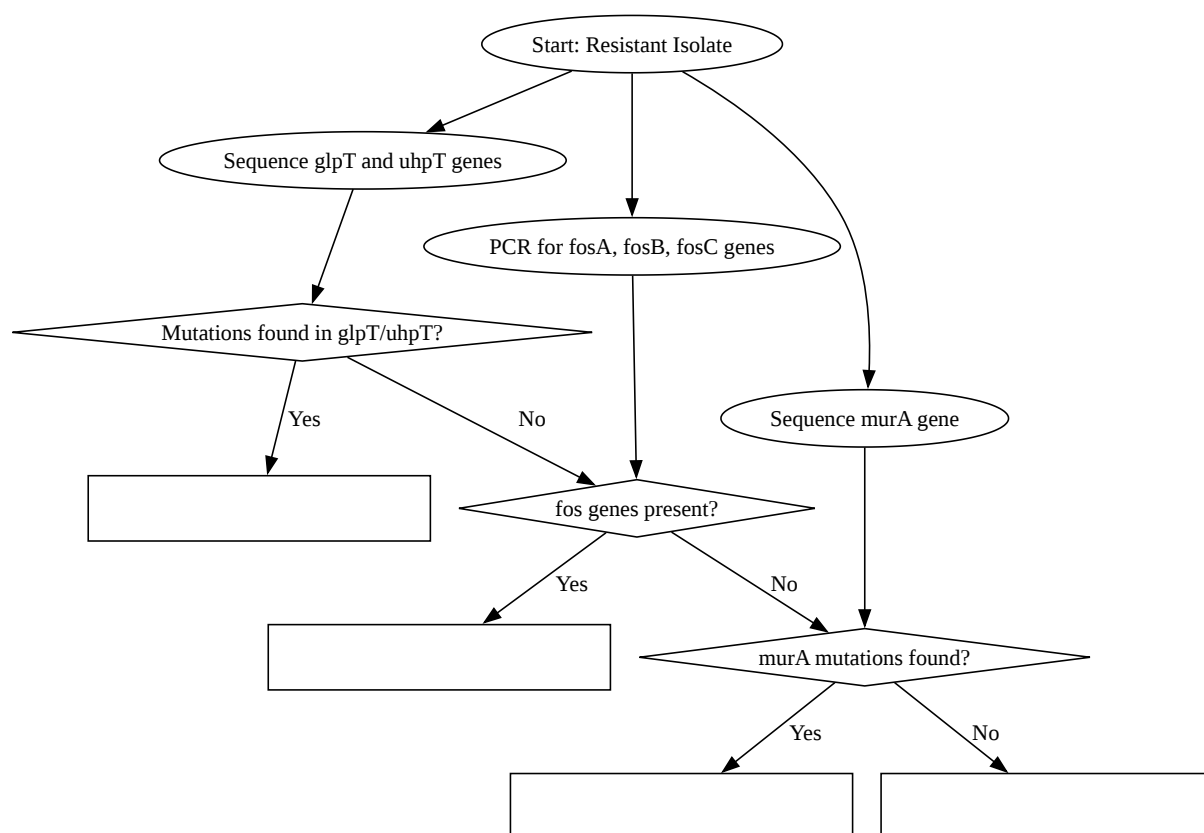 Start: Resistant Isolate
Sequence glpT and uhpT genes
PCR for fosA, fosB, fosC genes
Mutations found in glpT/uhpT?
Yes
No
Sequence murA gene
fos genes present?
Yes
No
murA mutations found?
Yes
No